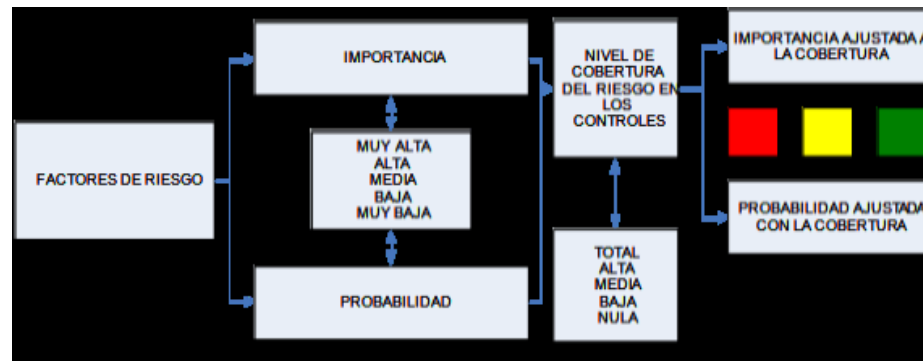 FACTORES DE RIESGO
IMPORTANCIA
MUY ALTA
ALTA
MEDIA
BAJA
MUY BAJA
PROBABILIDAD
NIVEL DE
COBERTURA
DEL RIESGO EN
LOS
CONTROLES
TOTAL
ALTA
MEDIA
BAJA
NULA
IMPORTANCIA AJUSTADA A
LA COBERTURA
PROBABILIDAD AJUSTADA
CON LA COBERTURA